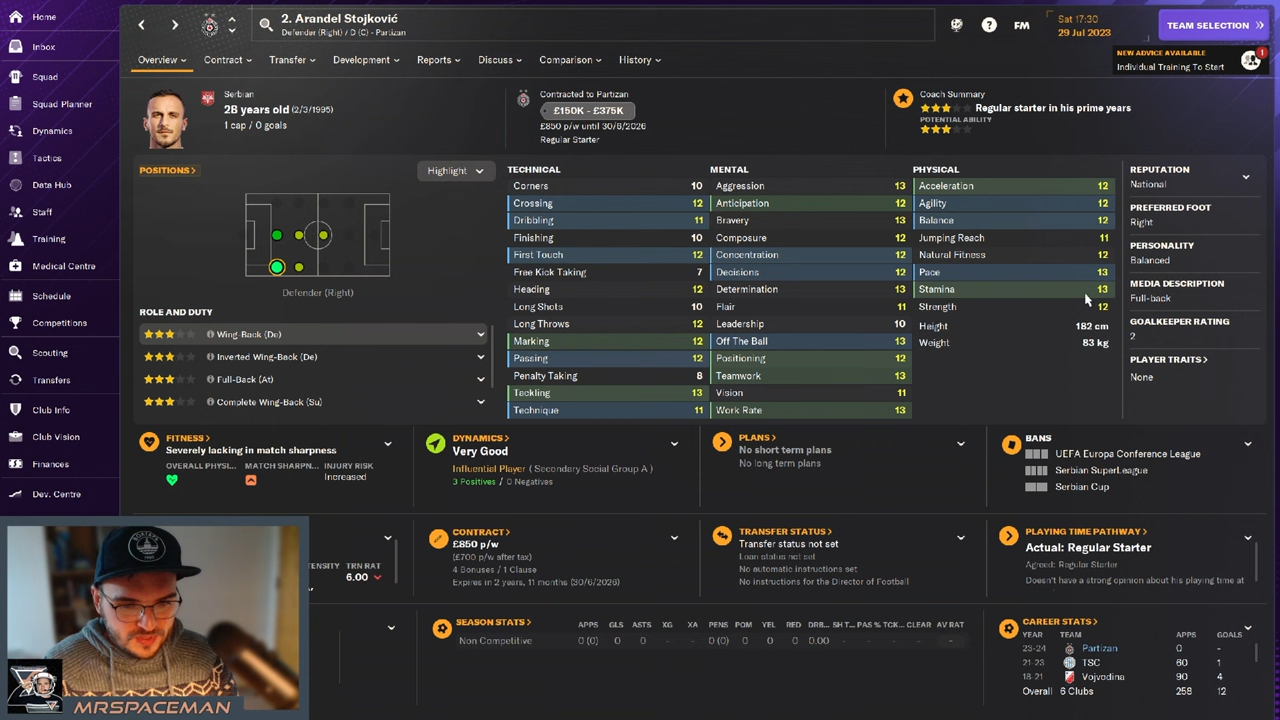 Home
Inbox
Squad
Squad Planner
Dynamics
Tactics
Data Hub
Staff
Training
Medical Centre
Schedule
Competitions
Scouting
Transfers
Club Info
Club Vision
Finances
Dev. Centre
2. Arandel Stojković
Defender (Right) / D (C) - Partizan
FM
Sat 17:30
29 Jul 2023
TEAM SELECTION
Overview
Contract
Transfer
Development
Reports
Discuss
Comparison
History
NEW ADVICE AVAILABLE
Individual Training To Start
1
Serbian
28 years old (2/3/1995)
1 cap / 0 goals
Contracted to Partizan
£150K - £375K
£850 p/w until 30/6/2026
Regular Starter
Coach Summary
Regular starter in his prime years
POTENTIAL ABILITY
POSITIONS >
Highlight
Defender (Right)
ROLE AND DUTY
Wing-Back (De)
Inverted Wing-Back (De)
Full-Back (At)
Complete Wing-Back (Su)
TECHNICAL
Corners 10
Crossing 12
Dribbling 11
Finishing 10
First Touch 12
Free Kick Taking 7
Heading 12
Long Shots 10
Long Throws 12
Marking 12
Passing 12
Penalty Taking 8
Tackling 13
Technique 11
MENTAL
Aggression 13
Anticipation 12
Bravery 13
Composure 12
Concentration 12
Decisions 12
Determination 13
Flair 11
Leadership 10
Off The Ball 13
Positioning 12
Teamwork 13
Vision 11
Work Rate 13
PHYSICAL
Acceleration 12
Agility 12
Balance 12
Jumping Reach 11
Natural Fitness 12
Pace 13
Stamina 13
Strength 12
Height 182 cm
Weight 83 kg
REPUTATION
National
PREFERRED FOOT
Right
PERSONALITY
Balanced
MEDIA DESCRIPTION
Full-back
GOALKEEPER RATING
2
PLAYER TRAITS >
None
FITNESS >
Severely lacking in match sharpness
OVERALL PHYSI... MATCH SHARPN... INJURY RISK
Increased
DYNAMICS >
Very Good
Influential Player ( Secondary Social Group A )
3 Positives / 0 Negatives
PLANS >
No short term plans
No long term plans
BANS
UEFA Europa Conference League
Serbian SuperLeague
Serbian Cup
TENSITY TRN RAT
6.00
CONTRACT >
£850 p/w
(£700 p/w after tax)
4 Bonuses / 1 Clause
Expires in 2 years, 11 months (30/6/2026)
TRANSFER STATUS >
Transfer status not set
Loan status not set
No automatic instructions set
No instructions for the Director of Football
PLAYING TIME PATHWAY >
Actual: Regular Starter
Agreed: Regular Starter
Doesn't have a strong opinion about his playing time at
SEASON STATS > APPS GLS ASTS XG XA PENS POM YEL RED DRB... SH T... PAS % TCK... CLEAR AV RAT
Non Competitive 0 (0) 0 0 - - 0 (0) 0 0 0 0.00 - - - - -
CAREER STATS >
YEAR TEAM APPS GOALS
23-24 Partizan 0 -
21-23 TSC 60 1
18-21 Vojvodina 90 4
Overall 6 Clubs 258 12
MRSPACEMAN